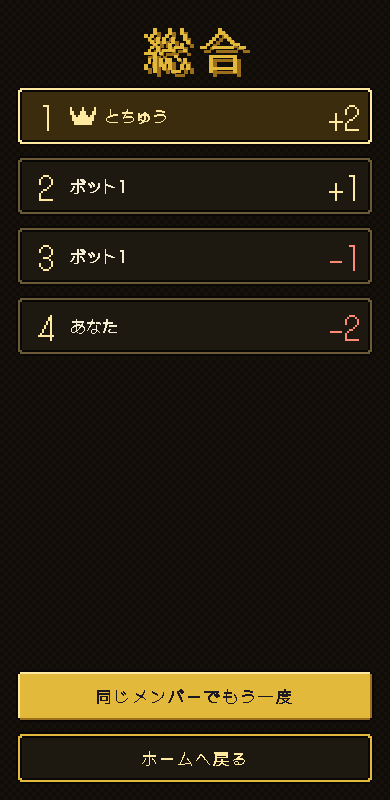 総合
1 とちゅう +2
2 ボット1 +1
3 ボット1 -1
4 あなた -2
同じメンバーでもう一度
ホームへ戻る